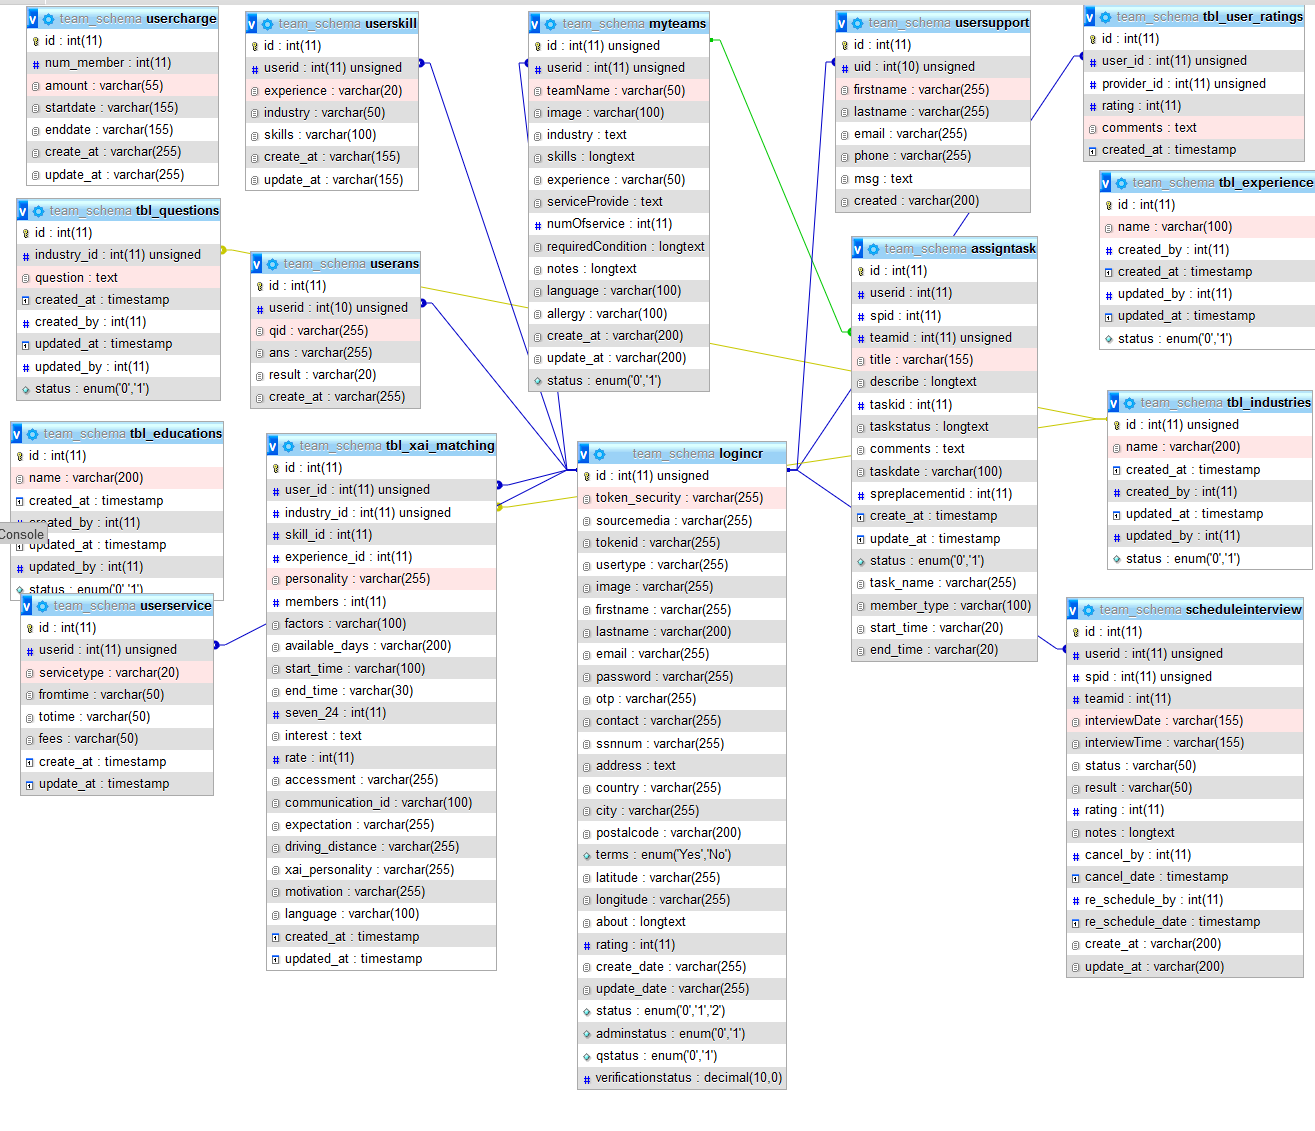 v team_schema usercharge
id : int(11)
# num_member : int(11)
amount : varchar(55)
startdate : varchar(155)
enddate : varchar(155)
create_at : varchar(255)
update_at : varchar(255)
v team_schema userskill
id : int(11)
# userid : int(11) unsigned
experience : varchar(20)
industry : varchar(50)
skills : varchar(100)
create_at : varchar(155)
update_at : varchar(155)
v team_schema myteams
id : int(11) unsigned
# userid : int(11) unsigned
teamName : varchar(50)
image : varchar(100)
industry : text
skills : longtext
experience : varchar(50)
serviceProvide : text
# numOfservice : int(11)
requiredCondition : longtext
notes : longtext
language : varchar(100)
allergy : varchar(100)
create_at : varchar(200)
update_at : varchar(200)
status : enum('0','1')
v team_schema usersupport
id : int(11)
# uid : int(10) unsigned
firstname : varchar(255)
lastname : varchar(255)
email : varchar(255)
phone : varchar(255)
msg : text
created : varchar(200)
v team_schema tbl_user_ratings
id : int(11)
# user_id : int(11) unsigned
# provider_id : int(11) unsigned
# rating : int(11)
comments : text
created_at : timestamp
v team_schema tbl_questions
id : int(11)
# industry_id : int(11) unsigned
question : text
created_at : timestamp
# created_by : int(11)
updated_at : timestamp
# updated_by : int(11)
status : enum('0','1')
v team_schema userans
id : int(11)
# userid : int(10) unsigned
qid : varchar(255)
ans : varchar(255)
result : varchar(20)
create_at : varchar(255)
v team_schema assigntask
id : int(11)
# userid : int(11)
# spid : int(11)
# teamid : int(11) unsigned
title : varchar(155)
describe : longtext
# taskid : int(11)
taskstatus : longtext
comments : text
taskdate : varchar(100)
# spreplacementid : int(11)
create_at : timestamp
update_at : timestamp
status : enum('0','1')
task_name : varchar(255)
member_type : varchar(100)
start_time : varchar(20)
end_time : varchar(20)
v team_schema tbl_experience
id : int(11)
name : varchar(100)
# created_by : int(11)
created_at : timestamp
# updated_by : int(11)
updated_at : timestamp
status : enum('0','1')
v team_schema tbl_educations
id : int(11)
name : varchar(200)
created_at : timestamp
# created_by : int(11)
Console
updated_at : timestamp
# updated_by : int(11)
status : enum('0','1')
v team_schema userservice
id : int(11)
# userid : int(11) unsigned
servicetype : varchar(20)
fromtime : varchar(50)
totime : varchar(50)
fees : varchar(50)
create_at : timestamp
update_at : timestamp
v team_schema tbl_xai_matching
id : int(11)
# user_id : int(11) unsigned
# industry_id : int(11) unsigned
# skill_id : int(11)
# experience_id : int(11)
personality : varchar(255)
# members : int(11)
factors : varchar(100)
available_days : varchar(200)
start_time : varchar(100)
end_time : varchar(30)
# seven_24 : int(11)
interest : text
# rate : int(11)
accessment : varchar(255)
communication_id : varchar(100)
expectation : varchar(255)
driving_distance : varchar(255)
xai_personality : varchar(255)
motivation : varchar(255)
language : varchar(100)
created_at : timestamp
updated_at : timestamp
v team_schema logincr
id : int(11) unsigned
token_security : varchar(255)
sourcemedia : varchar(255)
tokenid : varchar(255)
usertype : varchar(255)
image : varchar(255)
firstname : varchar(255)
lastname : varchar(200)
email : varchar(255)
password : varchar(255)
otp : varchar(255)
contact : varchar(255)
ssnnum : varchar(255)
address : text
country : varchar(255)
city : varchar(255)
postalcode : varchar(200)
terms : enum('Yes','No')
latitude : varchar(255)
longitude : varchar(255)
about : longtext
# rating : int(11)
create_date : varchar(255)
update_date : varchar(255)
status : enum('0','1','2')
adminstatus : enum('0','1')
qstatus : enum('0','1')
# verificationstatus : decimal(10,0)
v team_schema tbl_industries
id : int(11) unsigned
name : varchar(200)
created_at : timestamp
# created_by : int(11)
updated_at : timestamp
# updated_by : int(11)
status : enum('0','1')
v team_schema scheduleinterview
id : int(11)
# userid : int(11) unsigned
# spid : int(11) unsigned
# teamid : int(11)
interviewDate : varchar(155)
interviewTime : varchar(155)
status : varchar(50)
result : varchar(50)
# rating : int(11)
notes : longtext
# cancel_by : int(11)
cancel_date : timestamp
# re_schedule_by : int(11)
re_schedule_date : timestamp
create_at : varchar(200)
update_at : varchar(200)